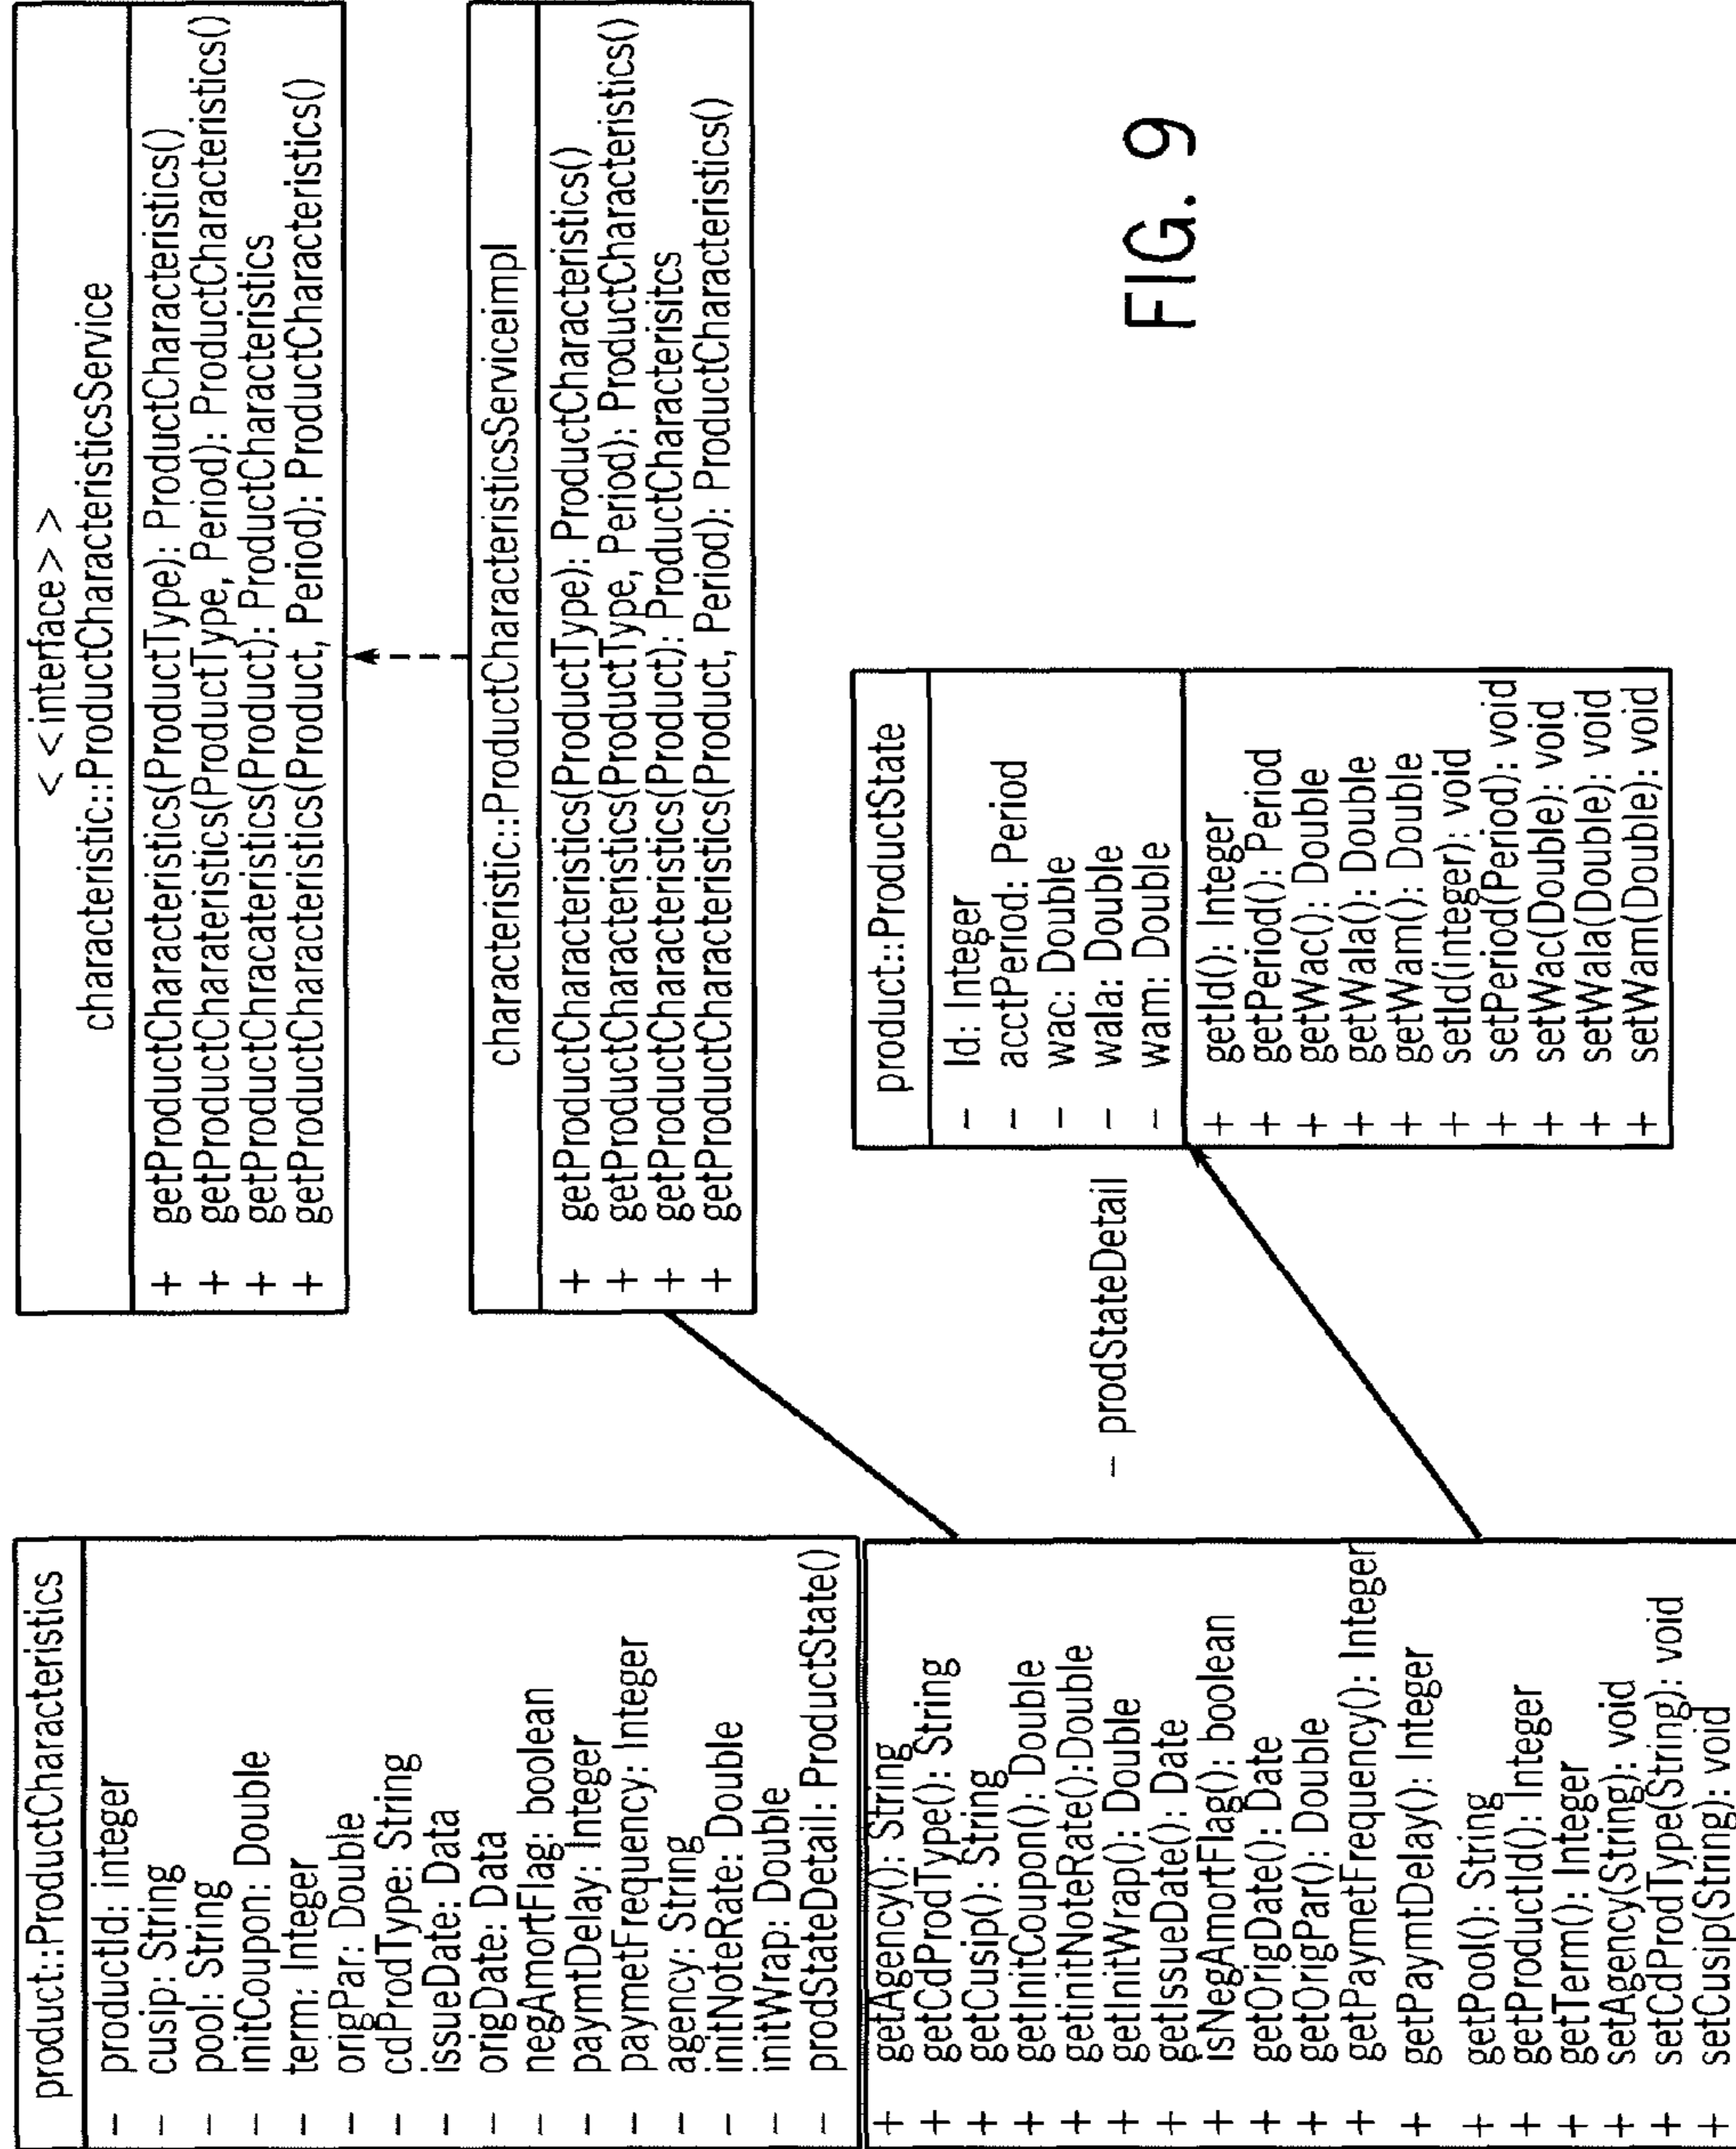 product::ProductCharacteristics
- productId: integer
- cusip: String
- pool: String
- initCoupon: Double
- term: Integer
- origPar: Double
- cdProdType: String
- issueDate: Data
- origDate: Data
- negAmortFlag: boolean
- paymtDelay: Integer
- paymetFrequency: Integer
- agency: String
- initNoteRate: Double
- initWrap: Double
- prodStateDetail: ProductState()
+ getAgency(): String
+ getCdProdType(): String
+ getCusip(): String
+ getInitCoupon(): Double
+ getinitNoteRate():Double
+ getInitWrap(): Double
+ getIssueDate(): Date
+ isNegAmortFlag(): boolean
+ getOrigDate(): Date
+ getOrigPar(): Double
+ getPaymetFrequency(): Integer
+ getPaymtDelay(): Integer
+ getPool(): String
+ getProductId(): Integer
+ getTerm(): Integer
+ setAgency(String): void
+ setCdProdType(String): void
+ setCusip(String): void
<<interface>>
characteristic::ProductCharacteristicsService
+ getProductCharacteristics(ProductType): ProductCharacteristics()
+ getProductCharateristics(ProductType, Period): ProductCharacteristics()
+ getProductChracateristics(Product): ProductCharacteristics
+ getProductCharacteristics(Product, Period): ProductCharacteristics()
characteristic::ProductCharacteristicsServiceimpl
+ getProductCharacteristics(ProductType): ProductCharacteristics()
+ getProductCharacteristics(ProductType, Period): ProductCharacteristics()
+ getProductCharacteristics(Product): ProductCharacterisitcs
+ getProductCharacteristics(Product, Period): ProductCharacteristics()
- prodStateDetail
product::ProductState
- Id: Integer
- acctPeriod: Period
- wac: Double
- wala: Double
- wam: Double
+ getId(): Integer
+ getPeriod(): Period
+ getWac(): Double
+ getWala(): Double
+ getWam(): Double
+ setId(integer): void
+ setPeriod(Period): void
+ setWac(Double): void
+ setWala(Double): void
+ setWam(Double): void
FIG. 9